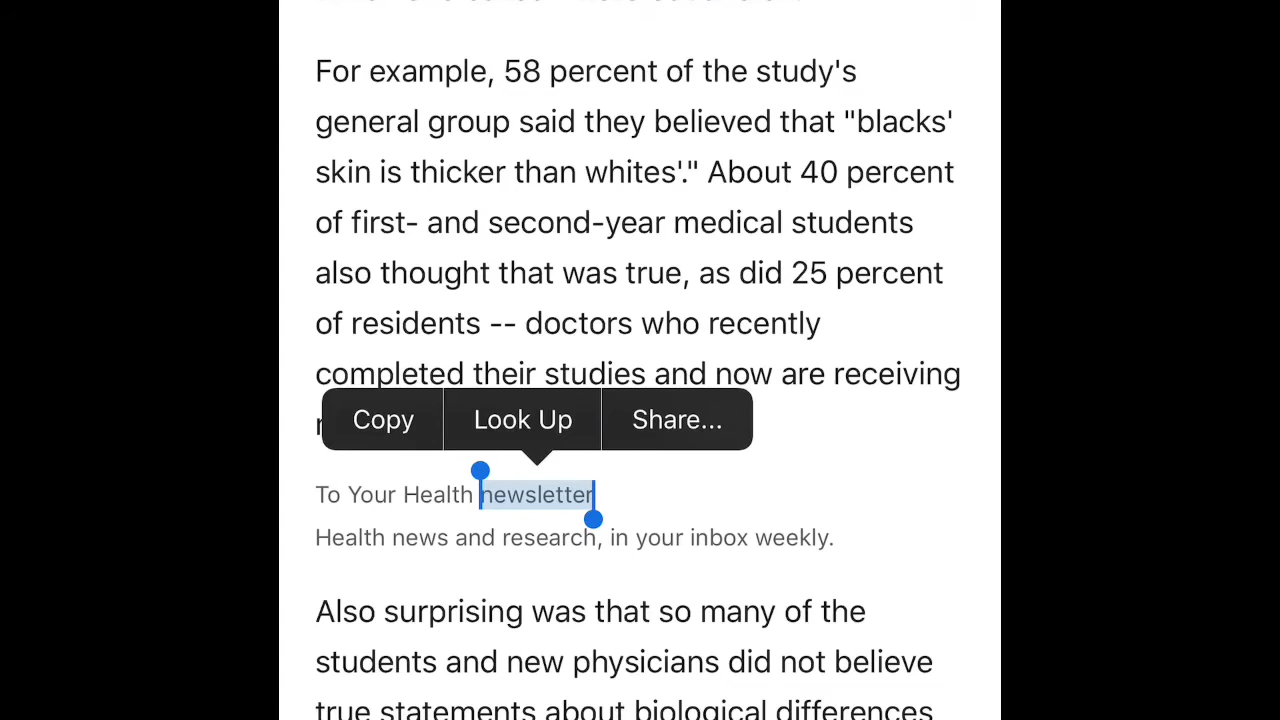 For example, 58 percent of the study's
general group said they believed that "blacks'
skin is thicker than whites'." About 40 percent
of first- and second-year medical students
also thought that was true, as did 25 percent
of residents -- doctors who recently
completed their studies and now are receiving
Copy Look Up Share...
To Your Health newsletter
Health news and research, in your inbox weekly.
Also surprising was that so many of the
students and new physicians did not believe
true statements about biological differences